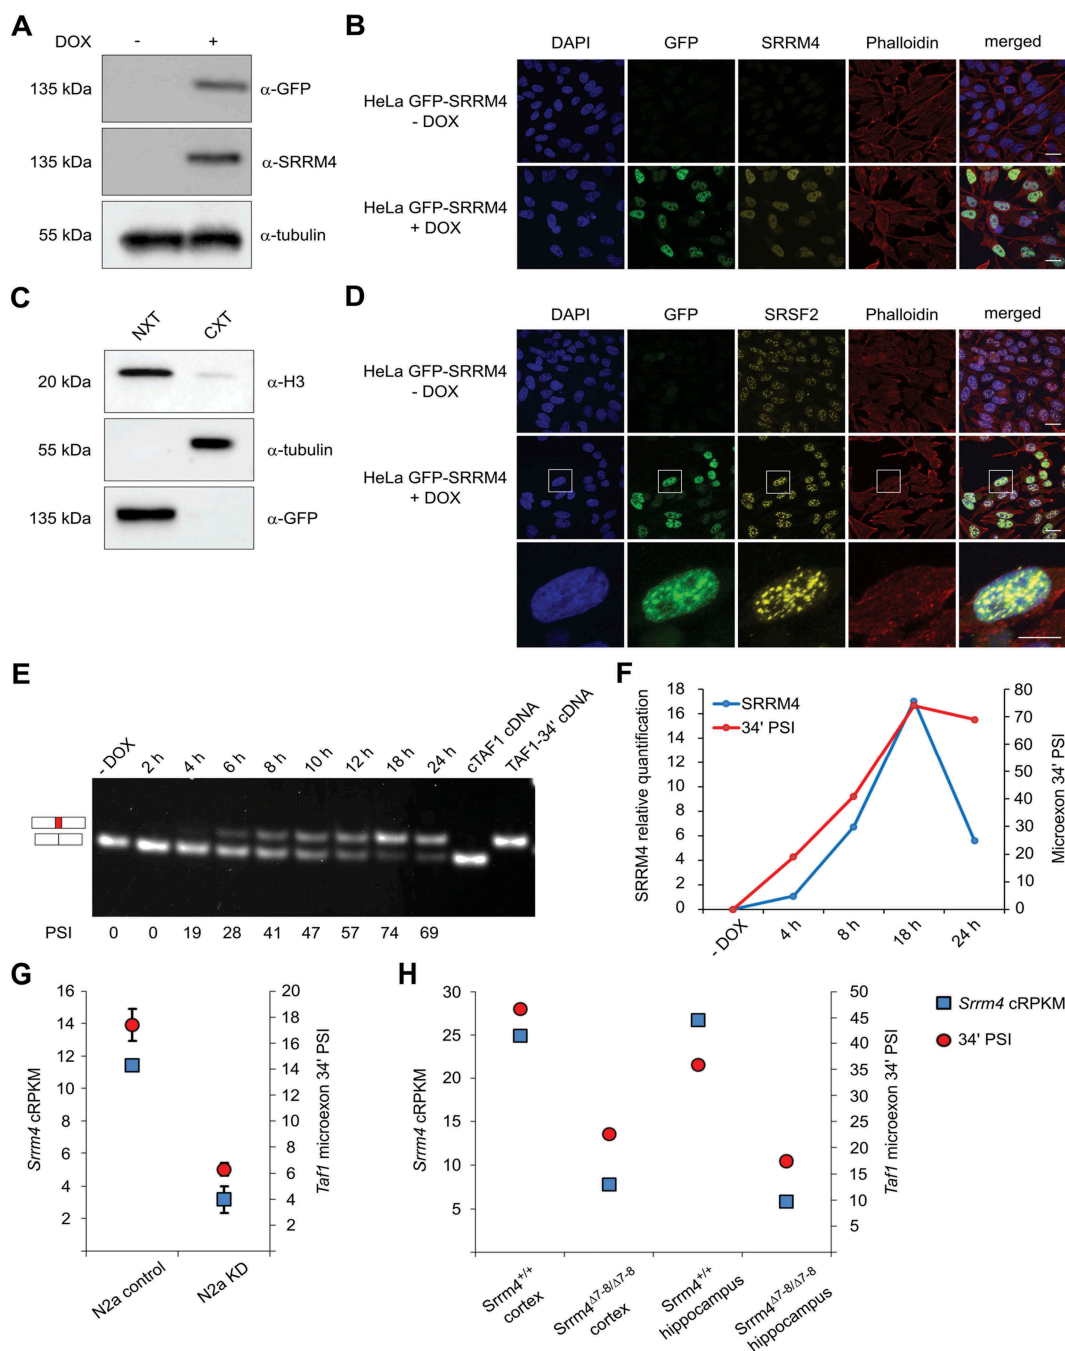 A
DOX - +
135 kDa α-GFP
135 kDa α-SRRM4
55 kDa α-tubulin
B
DAPI GFP SRRM4 Phalloidin merged
HeLa GFP-SRRM4
- DOX
HeLa GFP-SRRM4
+ DOX
C
NXT CXT
20 kDa α-H3
55 kDa α-tubulin
135 kDa α-GFP
D
DAPI GFP SRSF2 Phalloidin merged
HeLa GFP-SRRM4
- DOX
HeLa GFP-SRRM4
+ DOX
E
- DOX 2 h 4 h 6 h 8 h 10 h 12 h 18 h 24 h cTAF1 cDNA TAF1-34' cDNA
PSI 0 0 19 28 41 47 57 74 69
F
SRRM4 relative quantification
18
16
14
12
10
8
6
4
2
0
SRRM4
34' PSI
80
70
60
50
40
30
20
10
0
Microexon 34' PSI
- DOX 4 h 8 h 18 h 24 h
G
Srrm4 cRPKM
16
14
12
10
8
6
4
2
20
18
16
14
12
10
8
6
4
2
0
Taf1 microexon 34' PSI
N2a control N2a KD
H
Srrm4 cRPKM
30
25
20
15
10
5
50
45
40
35
30
25
20
15
10
5
0
Taf1 microexon 34' PSI
Srrm4 cRPKM
34' PSI
Srrm4+/+
cortex
Srrm4Δ7-8/Δ7-8
cortex
Srrm4+/+
hippocampus
Srrm4Δ7-8/Δ7-8
hippocampus